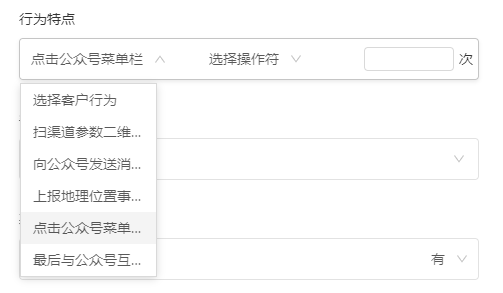 行为特点
点击公众号菜单栏 选择操作符 次
选择客户行为
扫渠道参数二维...
向公众号发送消...
上报地理位置事...
点击公众号菜单...
最后与公众号互...
有